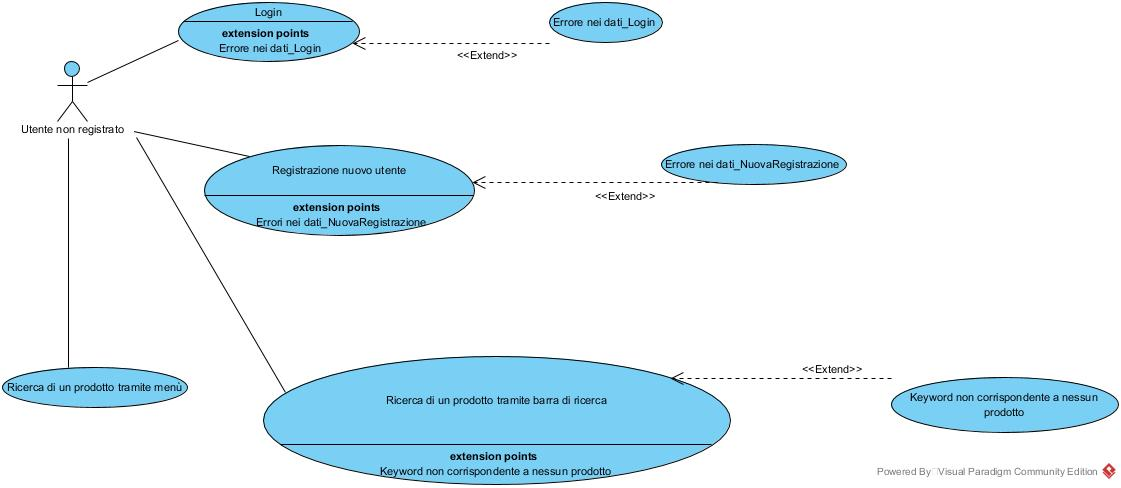 Login
extension points
Errore nei dati_Login
Errore nei dati_Login
<<Extend>>
Utente non registrato
Registrazione nuovo utente
extension points
Errori nei dati_NuovaRegistrazione
Errore nei dati_NuovaRegistrazione
<<Extend>>
Ricerca di un prodotto tramite menù
Ricerca di un prodotto tramite barra di ricerca
extension points
Keyword non corrispondente a nessun prodotto
<<Extend>>
Keyword non corrispondente a nessun
prodotto
Powered By Visual Paradigm Community Edition